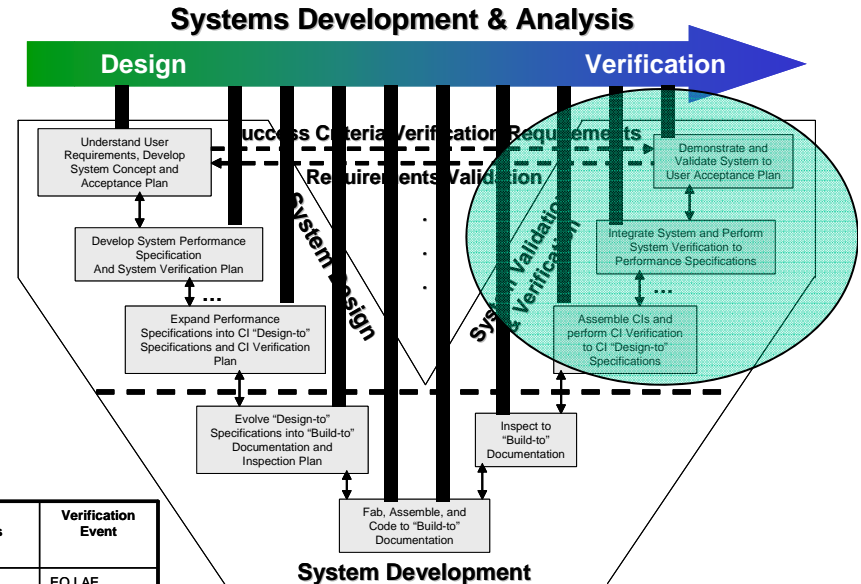 Systems Development & Analysis
Design
Verification
Success Criteria/Verification Requirements
Requirements Validation
Understand User
Requirements, Develop
System Concept and
Acceptance Plan
Demonstrate and
Validate System to
User Acceptance Plan
System Design
System Validation
& Verification
Develop System Performance
Specification
And System Verification Plan
Integrate System and Perform
System Verification to
Performance Specifications
...
...
Expand Performance
Specifications into CI “Design-to”
Specifications and CI Verification
Plan
Assemble CIs and
perform CI Verification
to CI “Design-to”
Specifications
Evolve “Design-to”
Specifications into “Build-to”
Documentation and
Inspection Plan
Inspect to
“Build-to”
Documentation
Fab, Assemble, and
Code to “Build-to”
Documentation
System Development
Verification
Event